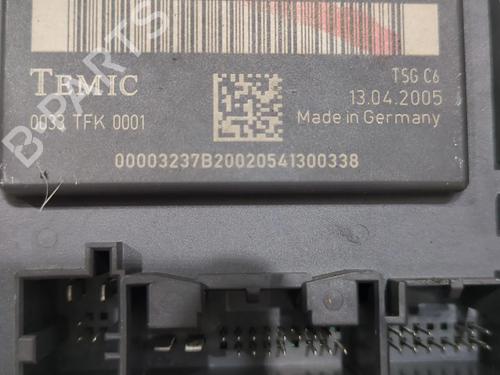 B-PARTS
TEMIC
TSG C6
13.04.2005
0033 TFK 0001
Made in Germany
00003237B20020541300338